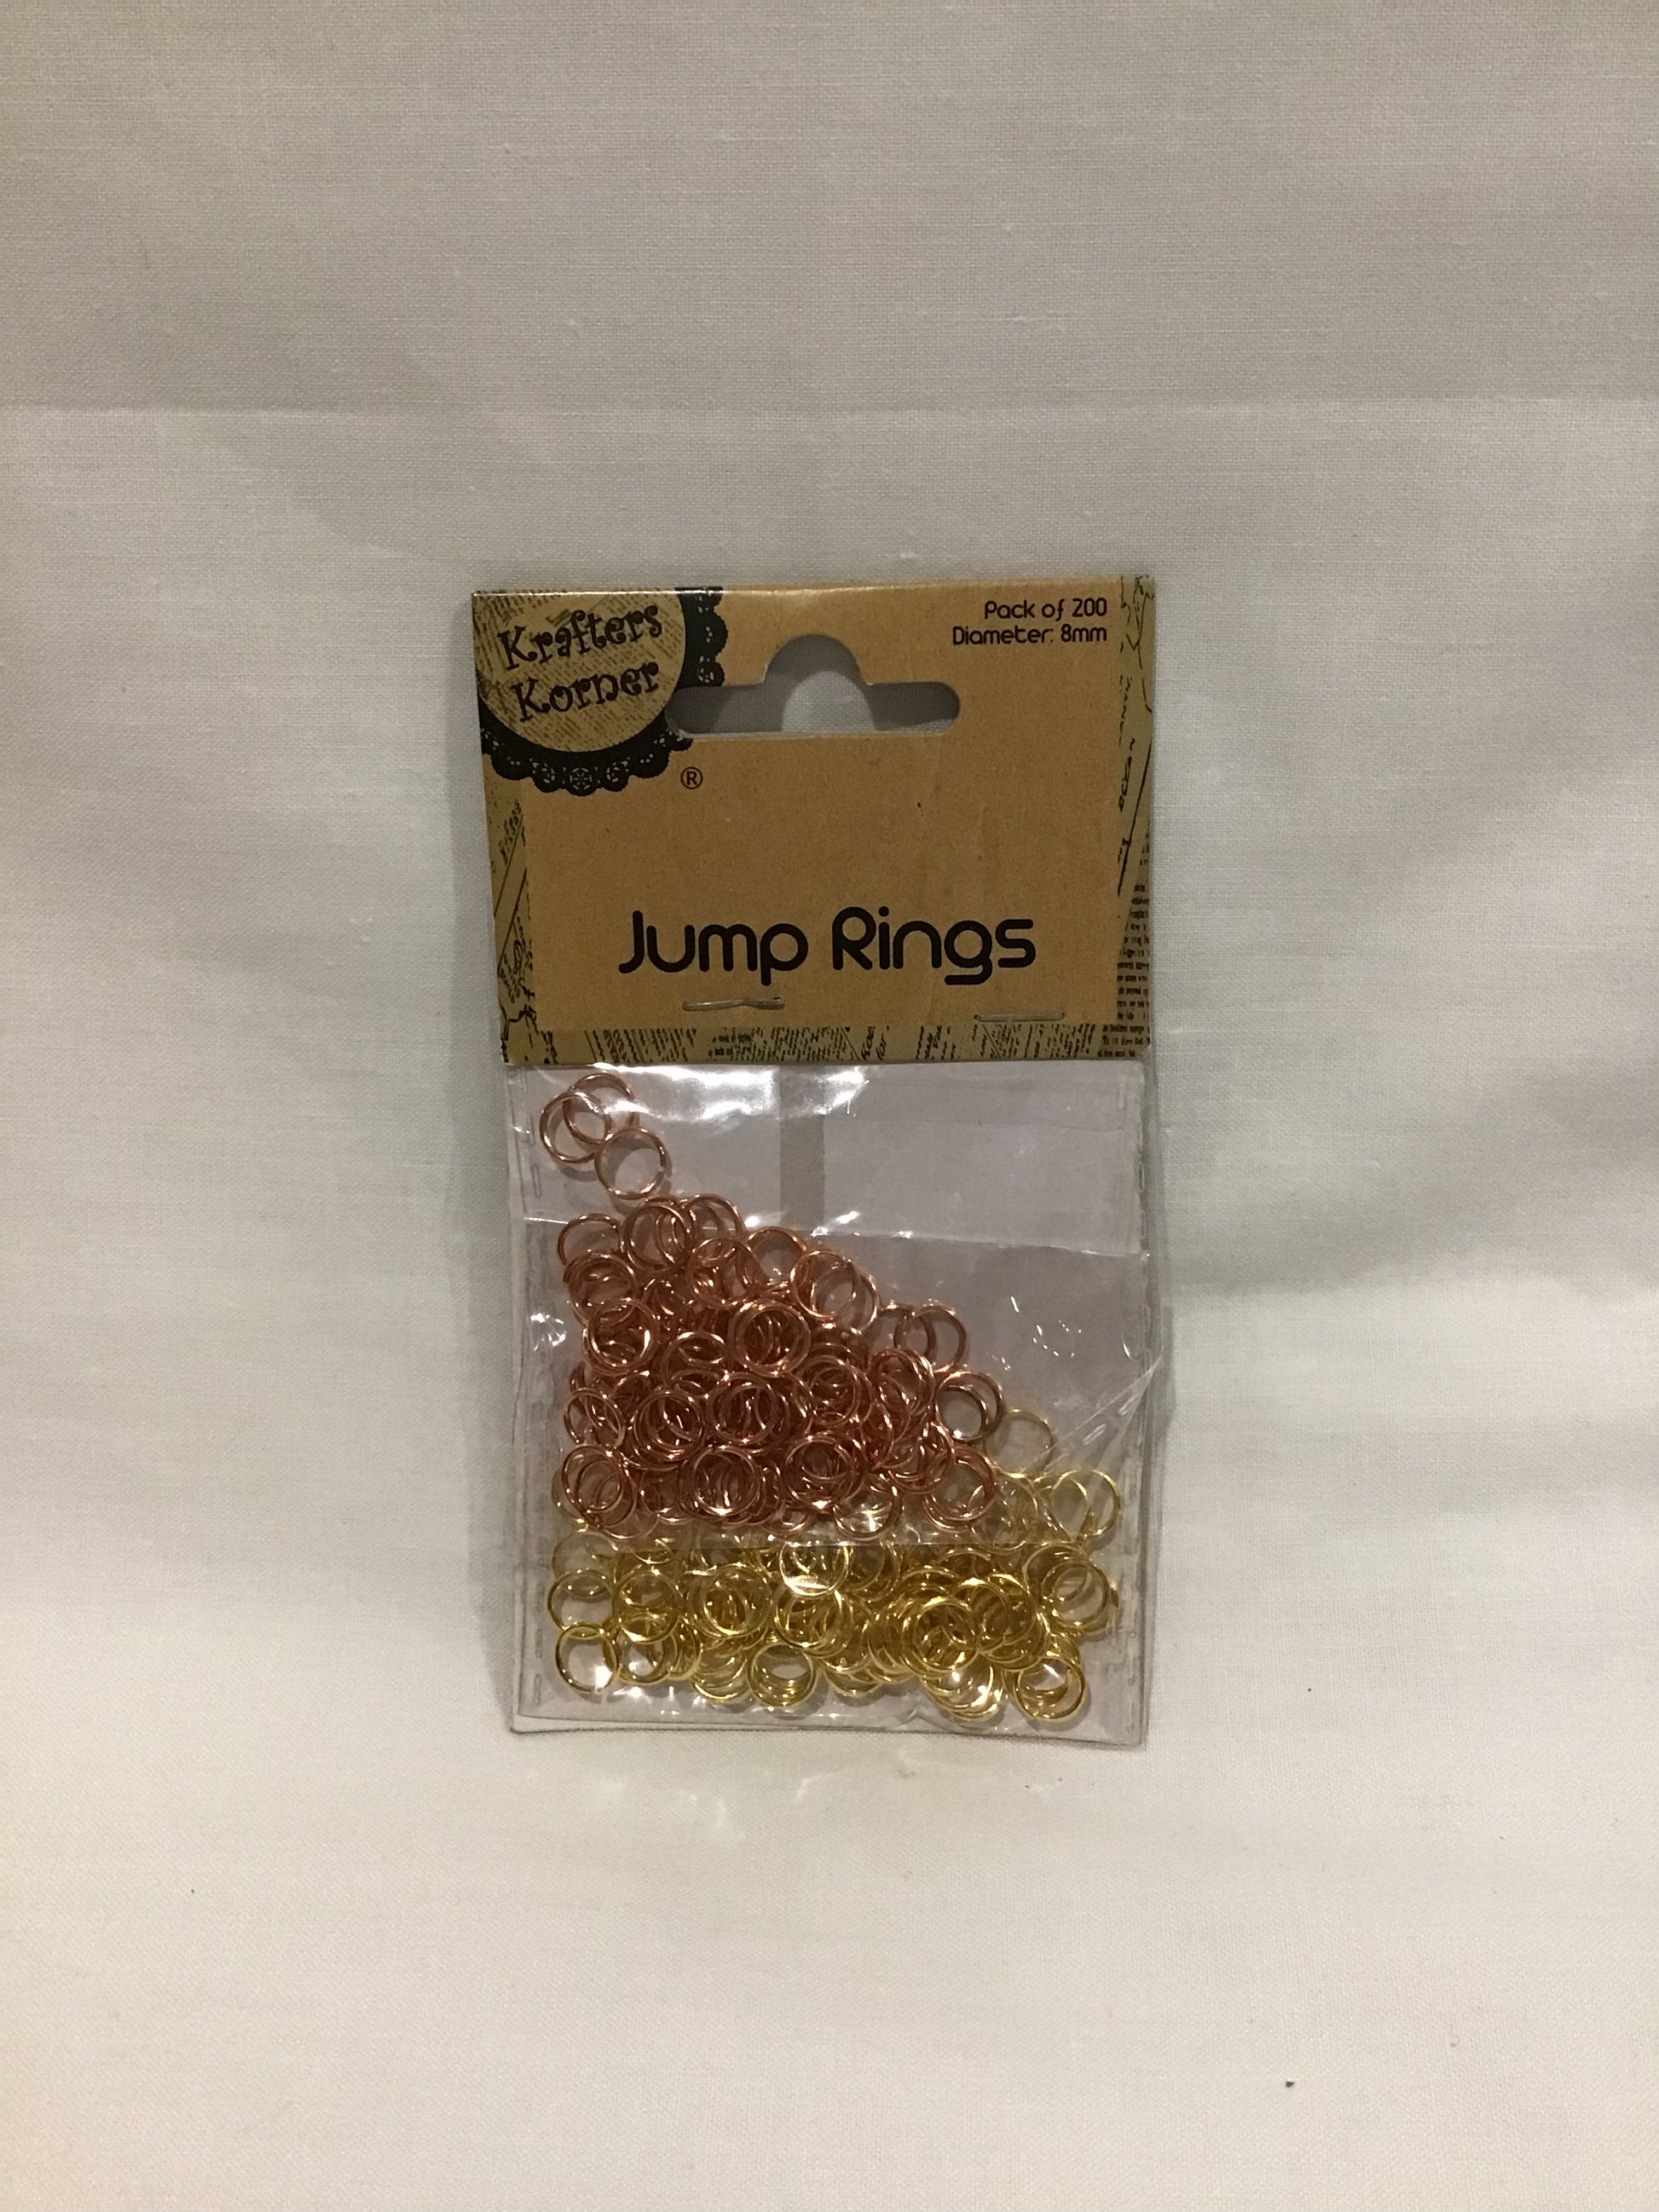 Krafters
Korner
®
Pack of 200
Diameter: 8mm
Jump Rings